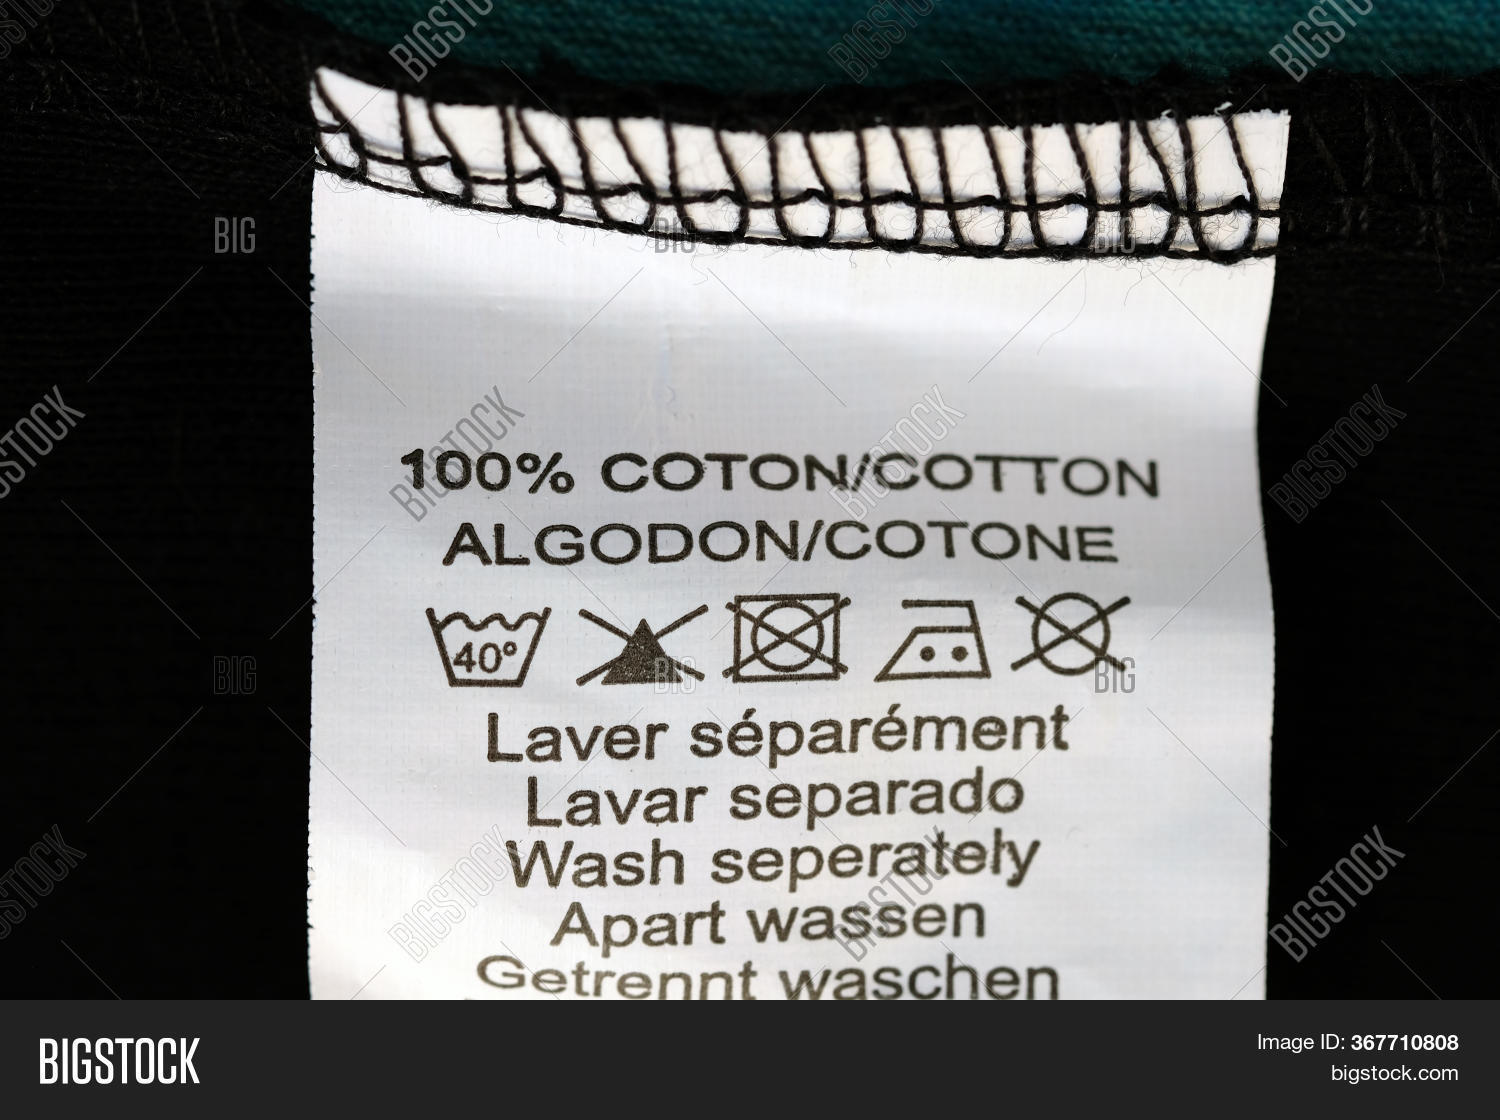 100% COTON/COTTON
ALGODON/COTONE
40°
Laver séparément
Lavar separado
Wash seperately
Apart wassen
Getrennt waschen
BIGSTOCK
Image ID: 367710808
bigstock.com